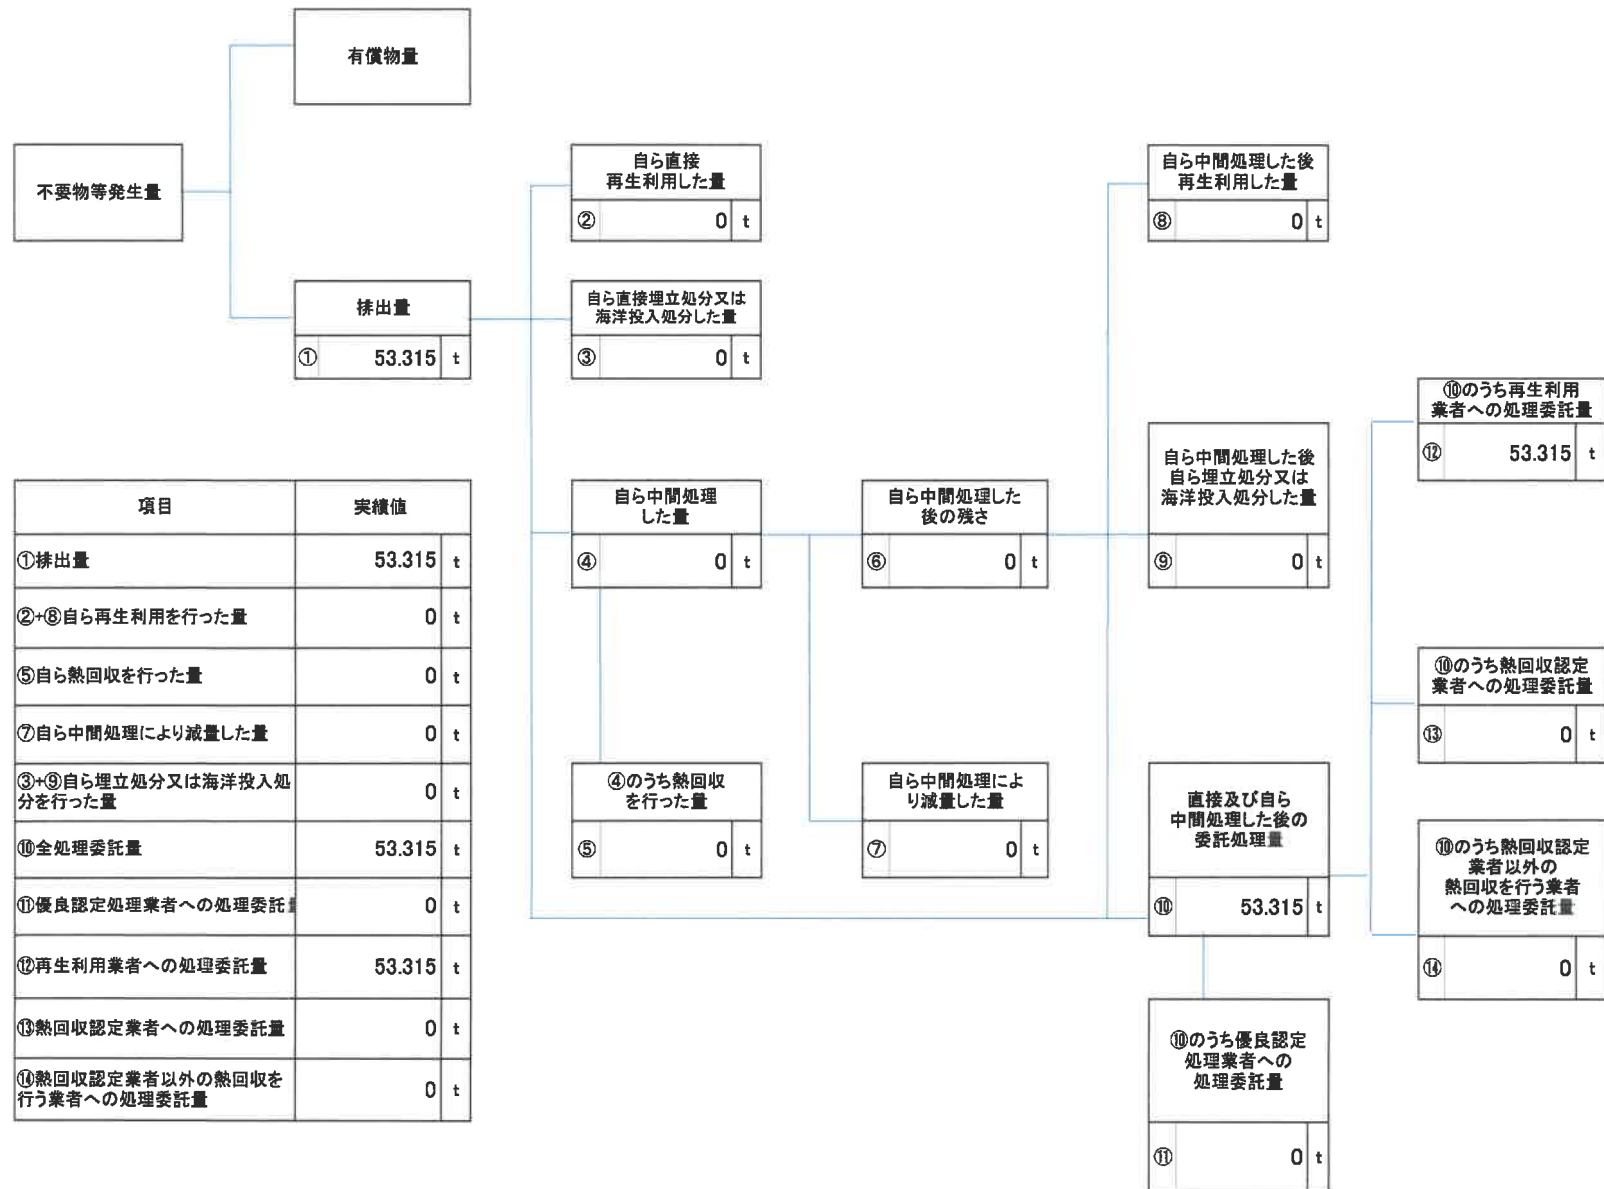 有償物量
不要物等発生量
排出量
① 53.315 t
自ら直接
再生利用した量
② 0 t
自ら直接埋立処分又は
海洋投入処分した量
③ 0 t
自ら中間処理
した量
④ 0 t
④のうち熱回収
を行った量
⑤ 0 t
自ら中間処理した
後の残さ
⑥ 0 t
自ら中間処理によ
り減量した量
⑦ 0 t
自ら中間処理した後
再生利用した量
⑧ 0 t
自ら中間処理した後
自ら埋立処分又は
海洋投入処分した量
⑨ 0 t
直接及び自ら
中間処理した後の
委託処理量
⑩ 53.315 t
⑩のうち優良認定
処理業者への
処理委託量
⑪ 0 t
⑩のうち再生利用
業者への処理委託量
⑫ 53.315 t
⑩のうち熱回収認定
業者への処理委託量
⑬ 0 t
⑩のうち熱回収認定
業者以外の
熱回収を行う業者
への処理委託量
⑭ 0 t
項目 実績値
①排出量 53.315 t
②+⑧自ら再生利用を行った量 0 t
⑤自ら熱回収を行った量 0 t
⑦自ら中間処理により減量した量 0 t
③+⑨自ら埋立処分又は海洋投入処
分を行った量 0 t
⑩全処理委託量 53.315 t
⑪優良認定処理業者への処理委託量 0 t
⑫再生利用業者への処理委託量 53.315 t
⑬熱回収認定業者への処理委託量 0 t
⑭熱回収認定業者以外の熱回収を
行う業者への処理委託量 0 t